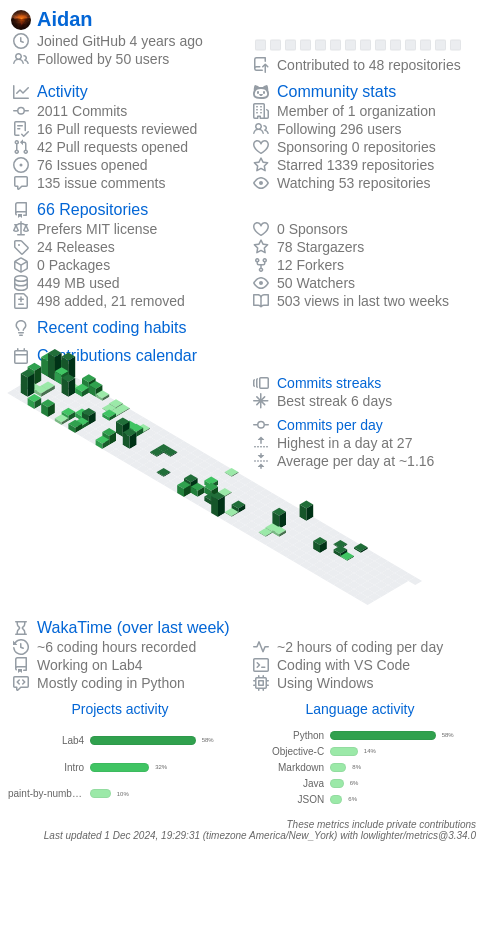 Aidan
Joined GitHub 4 years ago
Followed by 50 users
Contributed to 48 repositories
Activity
2011 Commits
16 Pull requests reviewed
42 Pull requests opened
76 Issues opened
135 issue comments
Community stats
Member of 1 organization
Following 296 users
Sponsoring 0 repositories
Starred 1339 repositories
Watching 53 repositories
66 Repositories
Prefers MIT license
24 Releases
0 Packages
449 MB used
498 added, 21 removed
0 Sponsors
78 Stargazers
12 Forkers
50 Watchers
503 views in last two weeks
Recent coding habits
Contributions calendar
Commits streaks
Best streak 6 days
Commits per day
Highest in a day at 27
Average per day at ~1.16
WakaTime (over last week)
~6 coding hours recorded
Working on Lab4
Mostly coding in Python
~2 hours of coding per day
Coding with VS Code
Using Windows
Projects activity
Lab4 58%
Intro 32%
paint-by-numb... 10%
Language activity
Python 58%
Objective-C 14%
Markdown 8%
Java 6%
JSON 6%
These metrics include private contributions
Last updated 1 Dec 2024, 19:29:31 (timezone America/New_York) with lowlighter/metrics@3.34.0